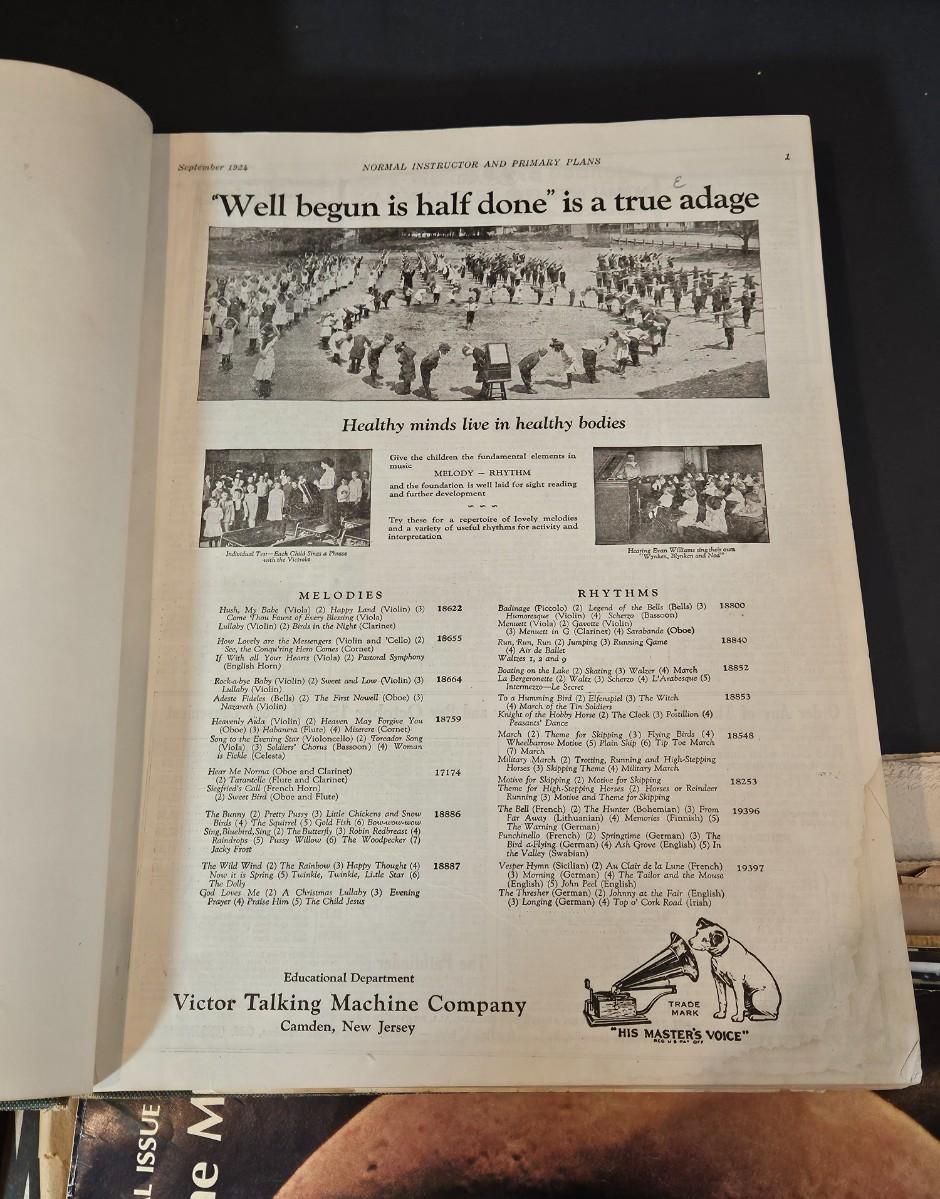 September 1924
NORMAL INSTRUCTOR AND PRIMARY PLANS
1
E
"Well begun is half done" is a true adage
Healthy minds live in healthy bodies
Give the children the fundamental elements in
music
MELODY — RHYTHM
and the foundation is well laid for sight reading
and further development
Try these for a repertoire of lovely melodies
and a variety of useful rhythms for activity and
interpretation
Individual Test—Each Child Sings a Phrase
with the Victrola
Hearing Evan Williams sing their own
"Wynken, Blynken and Nod"
MELODIES
Hush, My Babe (Viola) (2) Happy Land (Violin) (3) 18622
Come Thou Fount of Every Blessing (Viola)
Lullaby (Violin) (2) Birds in the Night (Clarinet)
How Lovely are the Messengers (Violin and 'Cello) (2) 18655
See, the Conqu'ring Hero Comes (Cornet)
If With all Your Hearts (Viola) (2) Pastoral Symphony
(English Horn)
Rock-a-bye Baby (Violin) (2) Sweet and Low (Violin) (3) 18664
Lullaby (Violin)
Adeste Fideles (Bells) (2) The First Nowell (Oboe) (3)
Nazareth (Violin)
Heavenly Aida (Violin) (2) Heaven May Forgive You 18759
(Oboe) (3) Habanera (Flute) (4) Miserere (Cornet)
Song to the Evening Star (Violoncello) (2) Toreador Song
(Viola) (3) Soldiers' Chorus (Bassoon) (4) Woman
is Fickle (Celesta)
Hear Me Norma (Oboe and Clarinet) 17174
(2) Tarantelle (Flute and Clarinet)
Siegfried's Call (French Horn)
(2) Sweet Bird (Oboe and Flute)
The Bunny (2) Pretty Pussy (3) Little Chickens and Snow 18886
Birds (4) The Squirrel (5) Gold Fish (6) Bow-wow-wow
Sing, Bluebird, Sing (2) The Butterfly (3) Robin Redbreast (4)
Raindrops (5) Pussy Willow (6) The Woodpecker (7)
Jacky Frost
The Wild Wind (2) The Rainbow (3) Happy Thought (4) 18887
Now it is Spring (5) Twinkle, Twinkle, Little Star (6)
The Dolly
God Loves Me (2) A Christmas Lullaby (3) Evening
Prayer (4) Praise Him (5) The Child Jesus
RHYTHMS
Badinage (Piccolo) (2) Legend of the Bells (Bells) (3) 18800
Humoresque (Violin) (4) Scherzo (Bassoon)
Menuett (Viola) (2) Gavotte (Violin)
(3) Menuett in G (Clarinet) (4) Sarabande (Oboe)
Run, Run, Run (2) Jumping (3) Running Game 18840
(4) Air de Ballet
Waltzes 1, 2 and 9
Boating on the Lake (2) Skating (3) Walzer (4) March 18852
La Bergeronette (2) Waltz (3) Scherzo (4) L'Arabesque (5)
Intermezzo—Le Secret
To a Humming Bird (2) Elfenspiel (3) The Witch 18853
(4) March of the Tin Soldiers
Knight of the Hobby Horse (2) The Clock (3) Postillion (4)
Peasants' Dance
March (2) Theme for Skipping (3) Flying Birds (4) 18548
Wheelbarrow Motive (5) Plain Skip (6) Tip Toe March
(7) March
Military March (2) Trotting, Running and High-Stepping
Horses (3) Skipping Theme (4) Military March
Motive for Skipping (2) Motive for Skipping 18253
Theme for High-Stepping Horses (2) Horses or Reindeer
Running (3) Motive and Theme for Skipping
The Bell (French) (2) The Hunter (Bohemian) (3) From 19396
Far Away (Lithuanian) (4) Memories (Finnish) (5)
The Warning (German)
Punchinello (French) (2) Springtime (German) (3) The
Bird a-Flying (German) (4) Ash Grove (English) (5) In
the Valley (Swabian)
Vesper Hymn (Sicilian) (2) Au Clair de la Lune (French) 19397
(3) Morning (German) (4) The Tailor and the Mouse
(English) (5) John Peel (English)
The Thresher (German) (2) Johnny at the Fair (English)
(3) Longing (German) (4) Top o' Cork Road (Irish)
Educational Department
Victor Talking Machine Company
Camden, New Jersey
TRADE
MARK
"HIS MASTER'S VOICE"
REG U S PAT OFF
ISSUE